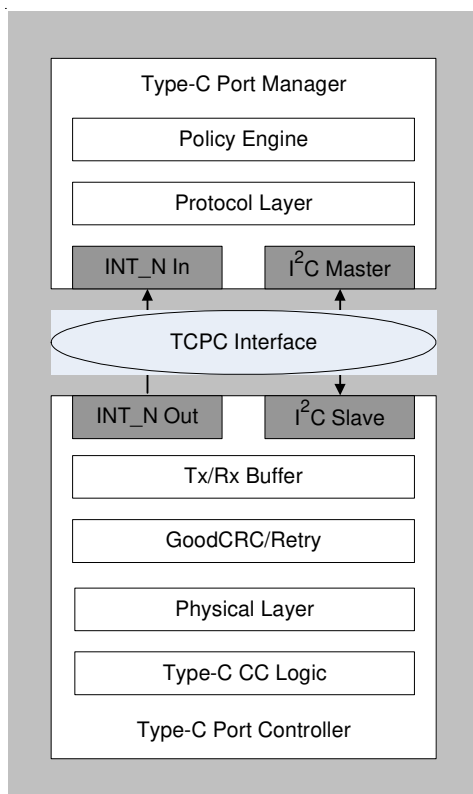 Type-C Port Manager
Policy Engine
Protocol Layer
INT_N In
I²C Master
TCPC Interface
INT_N Out
I²C Slave
Tx/Rx Buffer
GoodCRC/Retry
Physical Layer
Type-C CC Logic
Type-C Port Controller